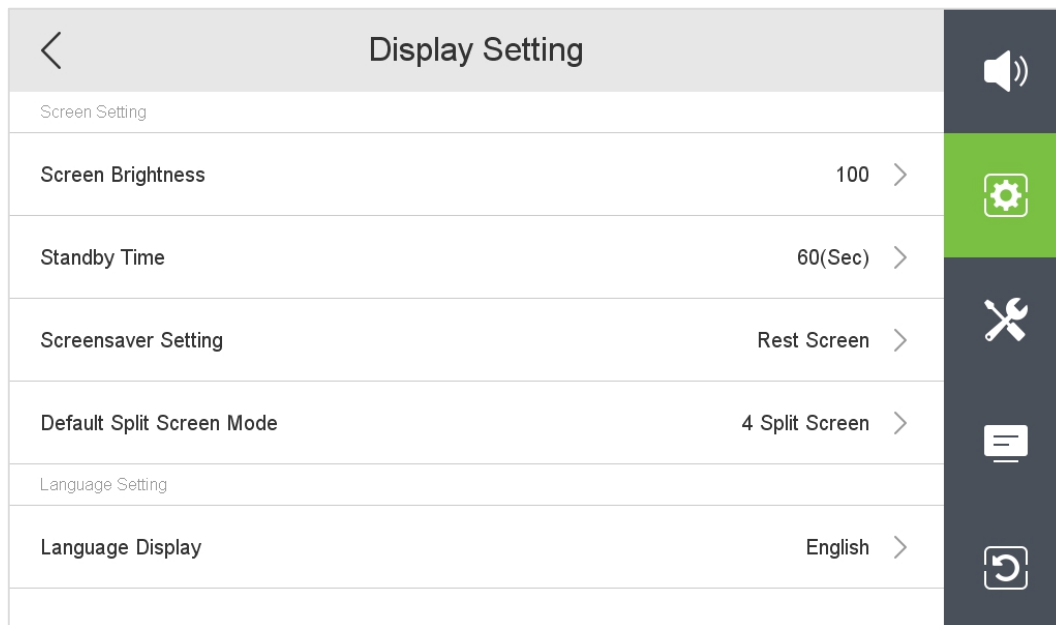 Display Setting
Screen Setting
Screen Brightness 100
Standby Time 60(Sec)
Screensaver Setting Rest Screen
Default Split Screen Mode 4 Split Screen
Language Setting
Language Display English